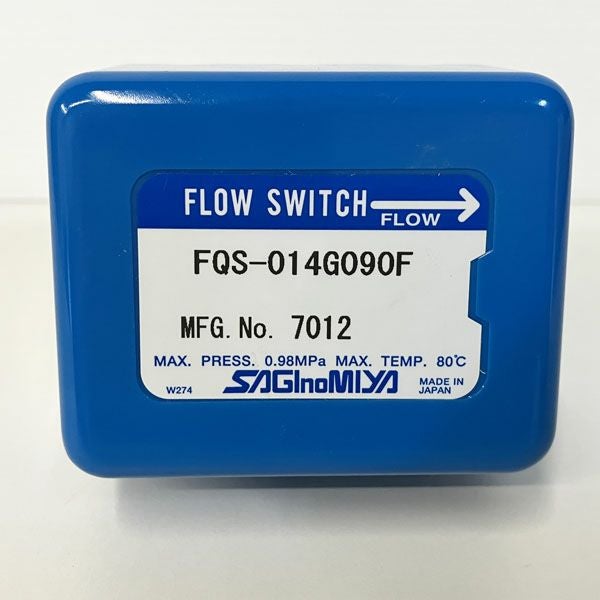 FLOW SWITCH
FLOW
FQS-014G090F
MFG. No. 7012
MAX. PRESS. 0.98MPa MAX. TEMP. 80℃
W274 SAGInoMIYA MADE IN
JAPAN